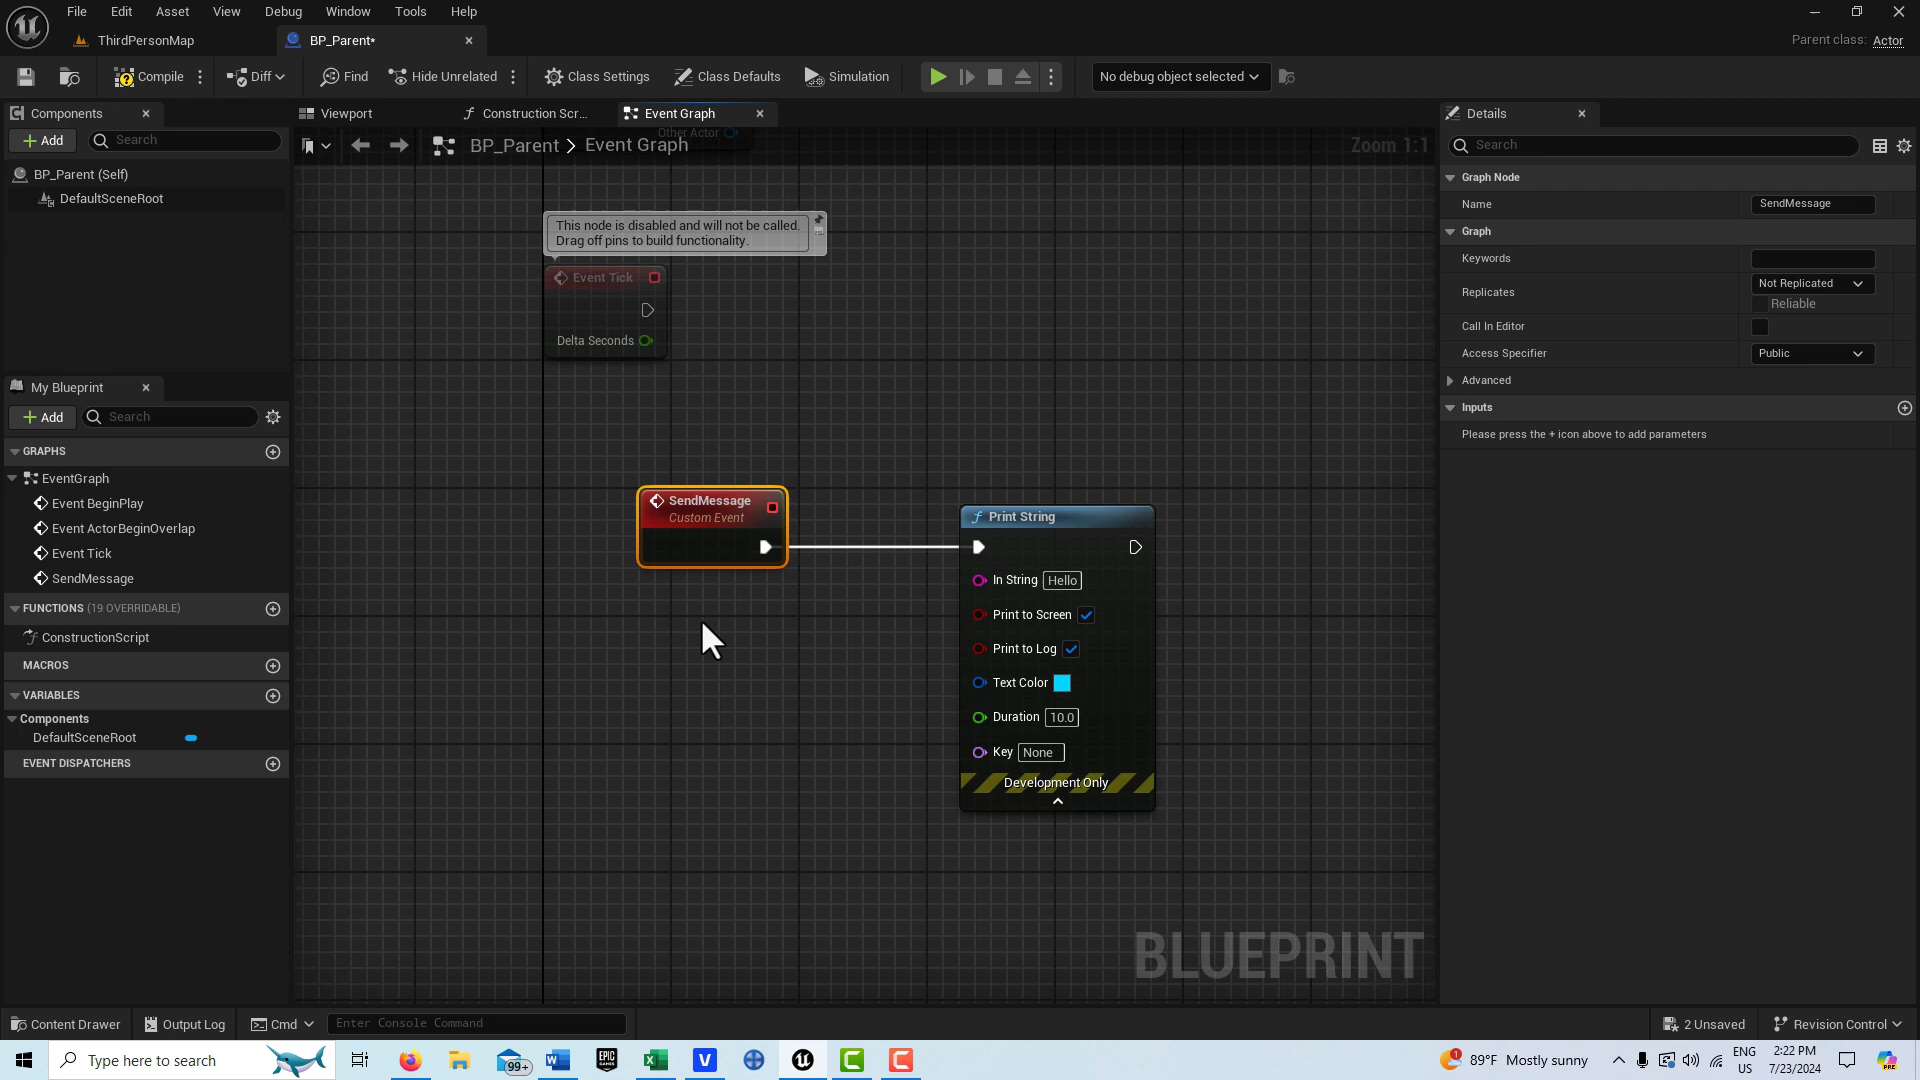 File Edit Asset View Debug Window Tools Help
ThirdPersonMap BP_Parent* Parent class: Actor
Compile Diff Find Hide Unrelated Class Settings Class Defaults Simulation No debug object selected
Components Viewport Construction Scr... Event Graph Details
Add Search
BP_Parent > Event Graph
Other Actor
Zoom 1:1
Search
BP_Parent (Self)
DefaultSceneRoot
Graph Node
Name SendMessage
Graph
Keywords
Replicates Not Replicated
Reliable
Call In Editor
Access Specifier Public
Advanced
Inputs
Please press the + icon above to add parameters
This node is disabled and will not be called.
Drag off pins to build functionality.
Event Tick
Delta Seconds
My Blueprint
Add Search
GRAPHS
EventGraph
Event BeginPlay
Event ActorBeginOverlap
Event Tick
SendMessage
FUNCTIONS (19 OVERRIDABLE)
ConstructionScript
MACROS
VARIABLES
Components
DefaultSceneRoot
EVENT DISPATCHERS
SendMessage
Custom Event
Print String
In String Hello
Print to Screen
Print to Log
Text Color
Duration 10.0
Key None
Development Only
BLUEPRINT
Content Drawer Output Log Cmd Enter Console Command 2 Unsaved Revision Control
Type here to search 99+ 89°F Mostly sunny ENG US 2:22 PM 7/23/2024